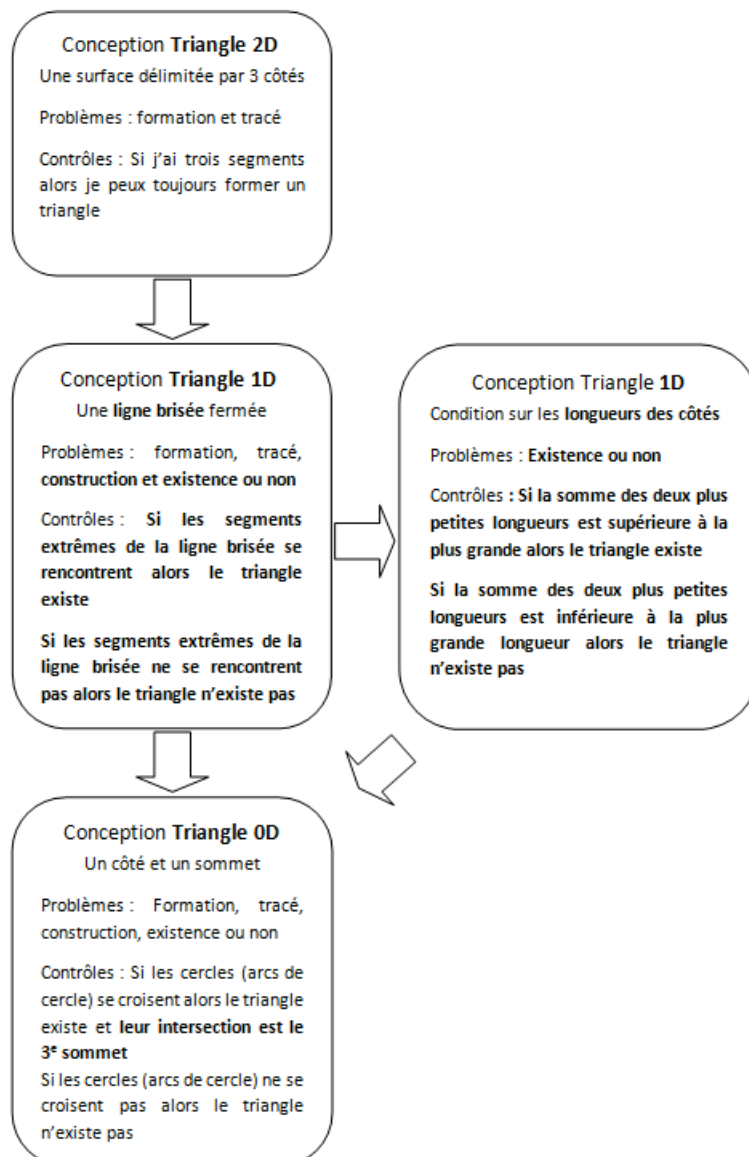 Conception Triangle 2D
Une surface délimitée par 3 côtés
Problèmes : formation et tracé
Contrôles : Si j'ai trois segments
alors je peux toujours former un
triangle
Conception Triangle 1D
Une ligne brisée fermée
Problèmes : formation, tracé,
construction et existence ou non
Contrôles : Si les segments
extrêmes de la ligne brisée se
rencontrent alors le triangle
existe
Si les segments extrêmes de la
ligne brisée ne se rencontrent
pas alors le triangle n'existe pas
Conception Triangle 1D
Condition sur les longueurs des côtés
Problèmes : Existence ou non
Contrôles : Si la somme des deux plus
petites longueurs est supérieure à la
plus grande alors le triangle existe
Si la somme des deux plus petites
longueurs est inférieure à la plus
grande longueur alors le triangle
n'existe pas
Conception Triangle 0D
Un côté et un sommet
Problèmes : Formation, tracé,
construction, existence ou non
Contrôles : Si les cercles (arcs de
cercle) se croisent alors le triangle
existe et leur intersection est le
3e sommet
Si les cercles (arcs de cercle) ne se
croisent pas alors le triangle
n'existe pas